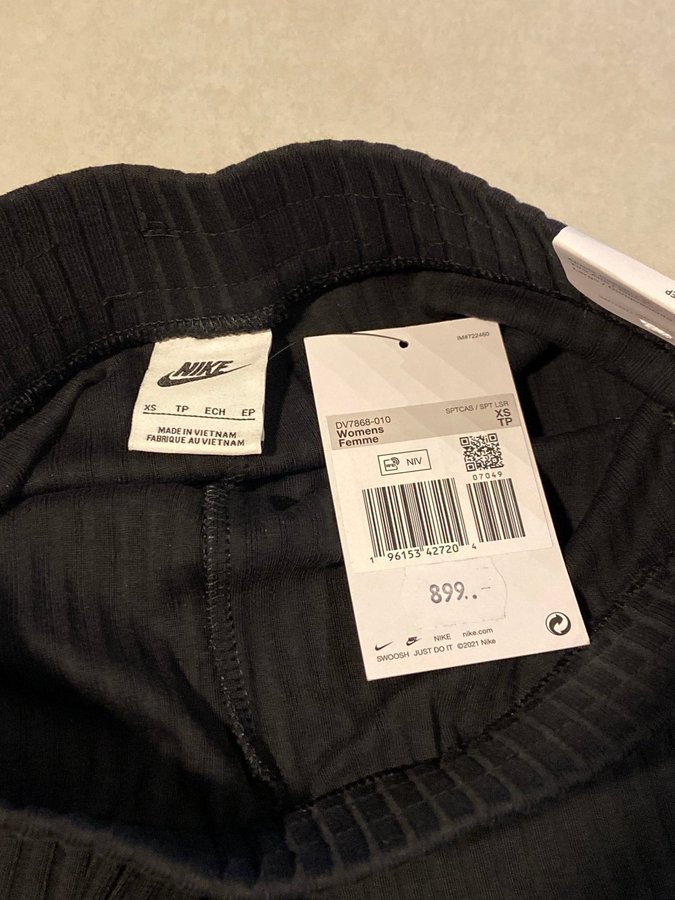 NIKE
XS TP ECH EP
MADE IN VIETNAM
FABRIQUE AU VIETNAM
IM#722460
SPTCAS / SPT LSR
DV7868-010
XS
Womens
TP
Femme
NIV
07049
1 96153 42720 4
899.-
NIKE nike.com
SWOOSH JUST DO IT ©2021 Nike